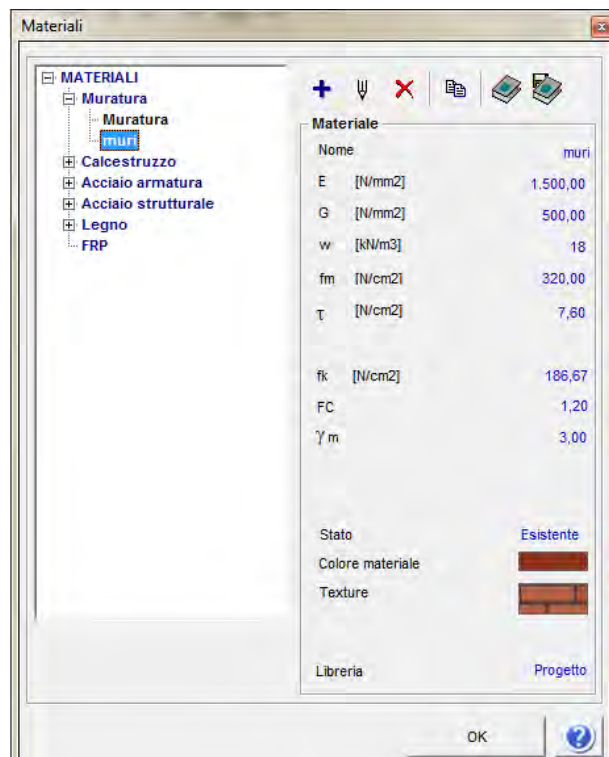 Materiali
MATERIALI
Muratura
Muratura
muri
Calcestruzzo
Acciaio armatura
Acciaio strutturale
Legno
FRP
Materiale
Nome muri
E [N/mm2] 1.500,00
G [N/mm2] 500,00
w [kN/m3] 18
fm [N/cm2] 320,00
τ [N/cm2] 7,60
fk [N/cm2] 186,67
FC 1,20
γ m 3,00
Stato Esistente
Colore materiale
Texture
Libreria Progetto
OK